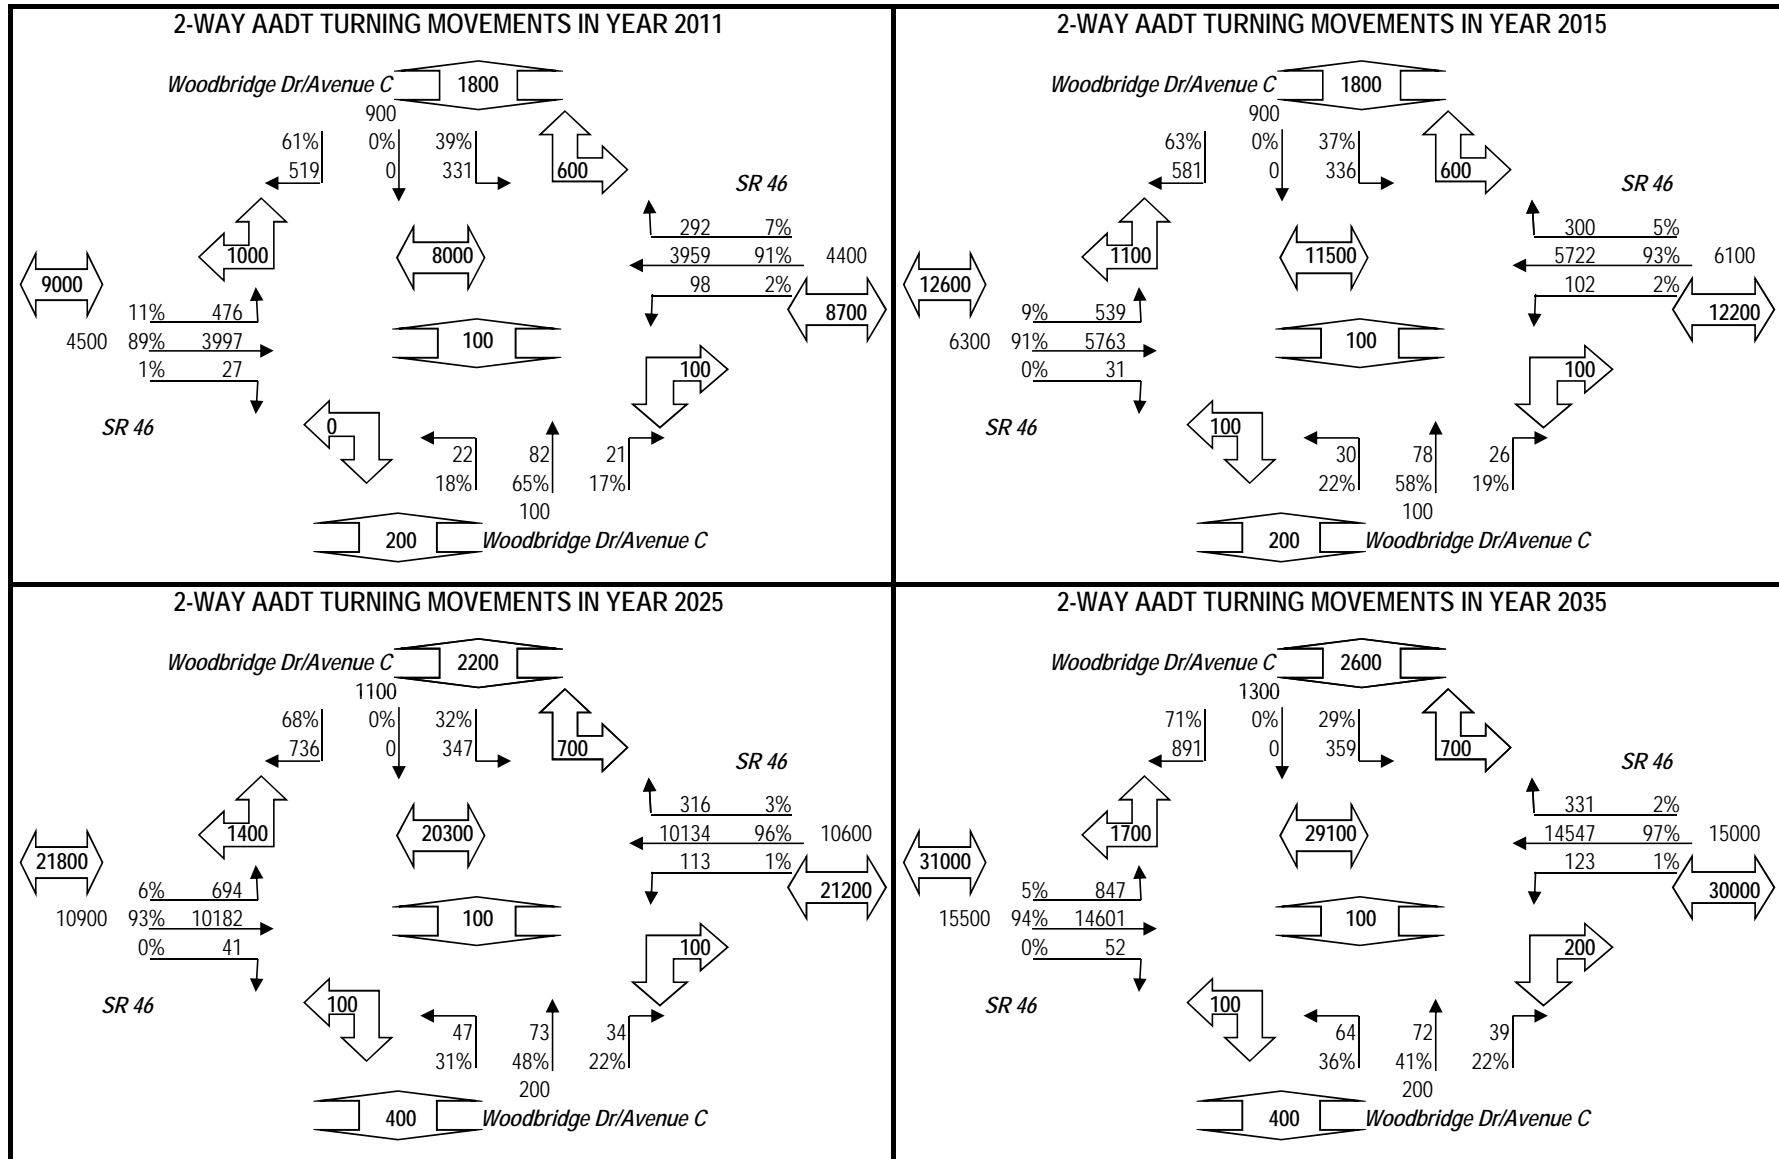 2-WAY AADT TURNING MOVEMENTS IN YEAR 2011
Woodbridge Dr/Avenue C 1800
900
61% 0% 39%
519 0 331 600
SR 46
292 7%
1000 8000 3959 91% 4400
9000 98 2%
8700
11% 476
4500 89% 3997 100
1% 27 100
SR 46 0
22 82 21
18% 65% 17%
100
200 Woodbridge Dr/Avenue C
2-WAY AADT TURNING MOVEMENTS IN YEAR 2015
Woodbridge Dr/Avenue C 1800
900
63% 0% 37%
581 0 336 600
SR 46
300 5%
1100 11500 5722 93% 6100
12600 102 2%
12200
9% 539
6300 91% 5763 100
0% 31 100
SR 46 100
30 78 26
22% 58% 19%
100
200 Woodbridge Dr/Avenue C
2-WAY AADT TURNING MOVEMENTS IN YEAR 2025
Woodbridge Dr/Avenue C 2200
1100
68% 0% 32%
736 0 347 700
SR 46
316 3%
1400 20300 10134 96% 10600
21800 113 1%
21200
6% 694
10900 93% 10182 100
0% 41 100
SR 46 100
47 73 34
31% 48% 22%
200
400 Woodbridge Dr/Avenue C
2-WAY AADT TURNING MOVEMENTS IN YEAR 2035
Woodbridge Dr/Avenue C 2600
1300
71% 0% 29%
891 0 359 700
SR 46
331 2%
1700 29100 14547 97% 15000
31000 123 1%
30000
5% 847
15500 94% 14601 100
0% 52 200
SR 46 100
64 72 39
36% 41% 22%
200
400 Woodbridge Dr/Avenue C